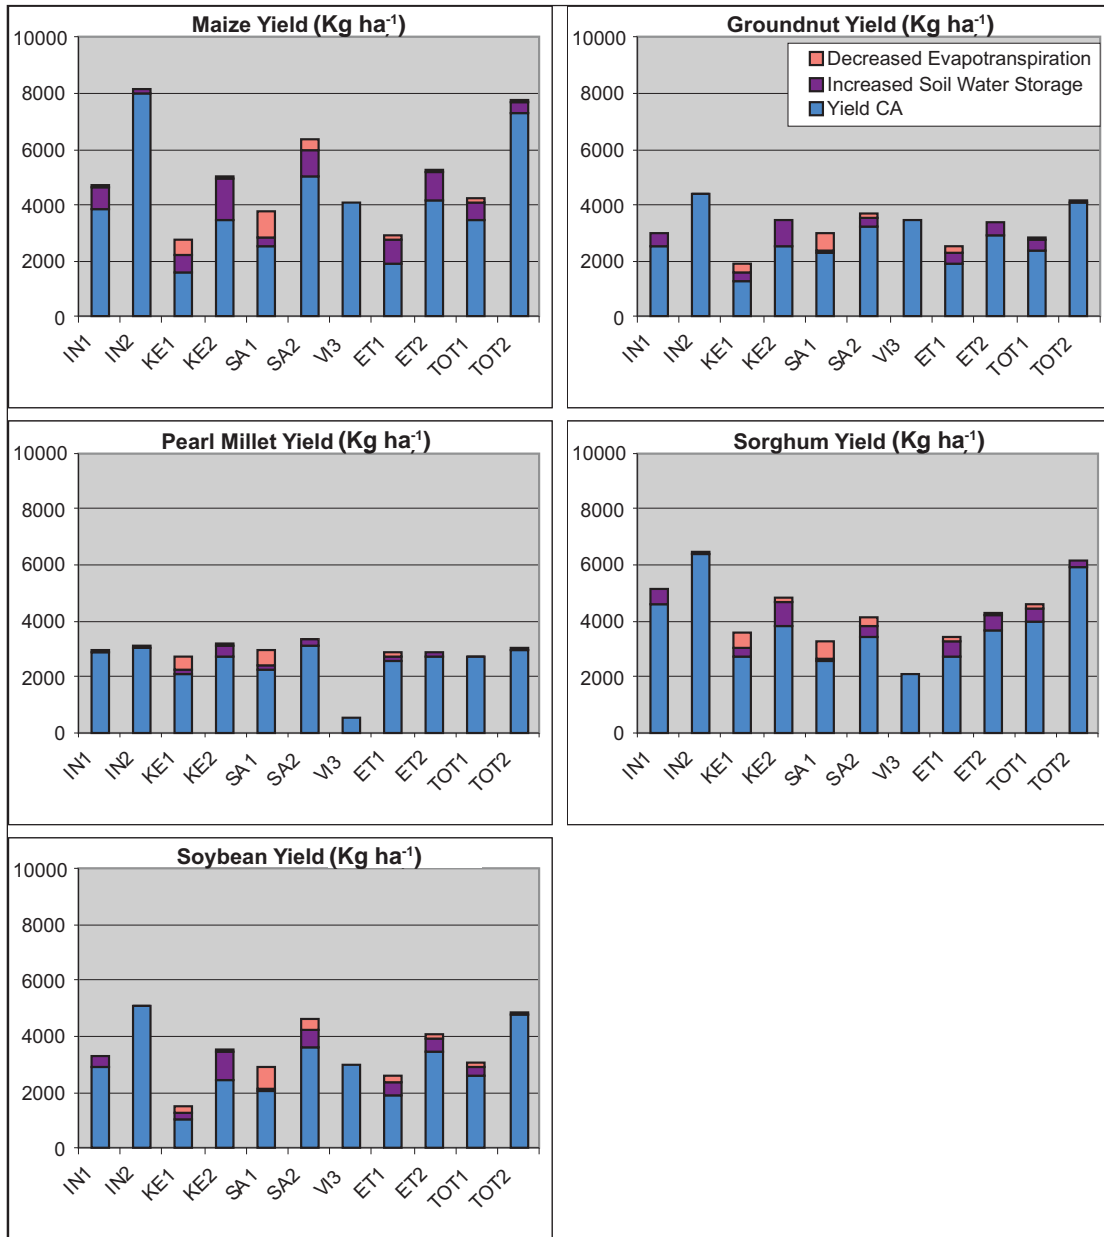 Maize Yield (Kg ha⁻¹)
10000
8000
6000
4000
2000
0
IN1
IN2
KE1
KE2
SA1
SA2
VI3
ET1
ET2
TOT1
TOT2
Groundnut Yield (Kg ha⁻¹)
Decreased Evapotranspiration
Increased Soil Water Storage
Yield CA
10000
8000
6000
4000
2000
0
IN1
IN2
KE1
KE2
SA1
SA2
VI3
ET1
ET2
TOT1
TOT2
Pearl Millet Yield (Kg ha⁻¹)
10000
8000
6000
4000
2000
0
IN1
IN2
KE1
KE2
SA1
SA2
VI3
ET1
ET2
TOT1
TOT2
Sorghum Yield (Kg ha⁻¹)
10000
8000
6000
4000
2000
0
IN1
IN2
KE1
KE2
SA1
SA2
VI3
ET1
ET2
TOT1
TOT2
Soybean Yield (Kg ha⁻¹)
10000
8000
6000
4000
2000
0
IN1
IN2
KE1
KE2
SA1
SA2
VI3
ET1
ET2
TOT1
TOT2